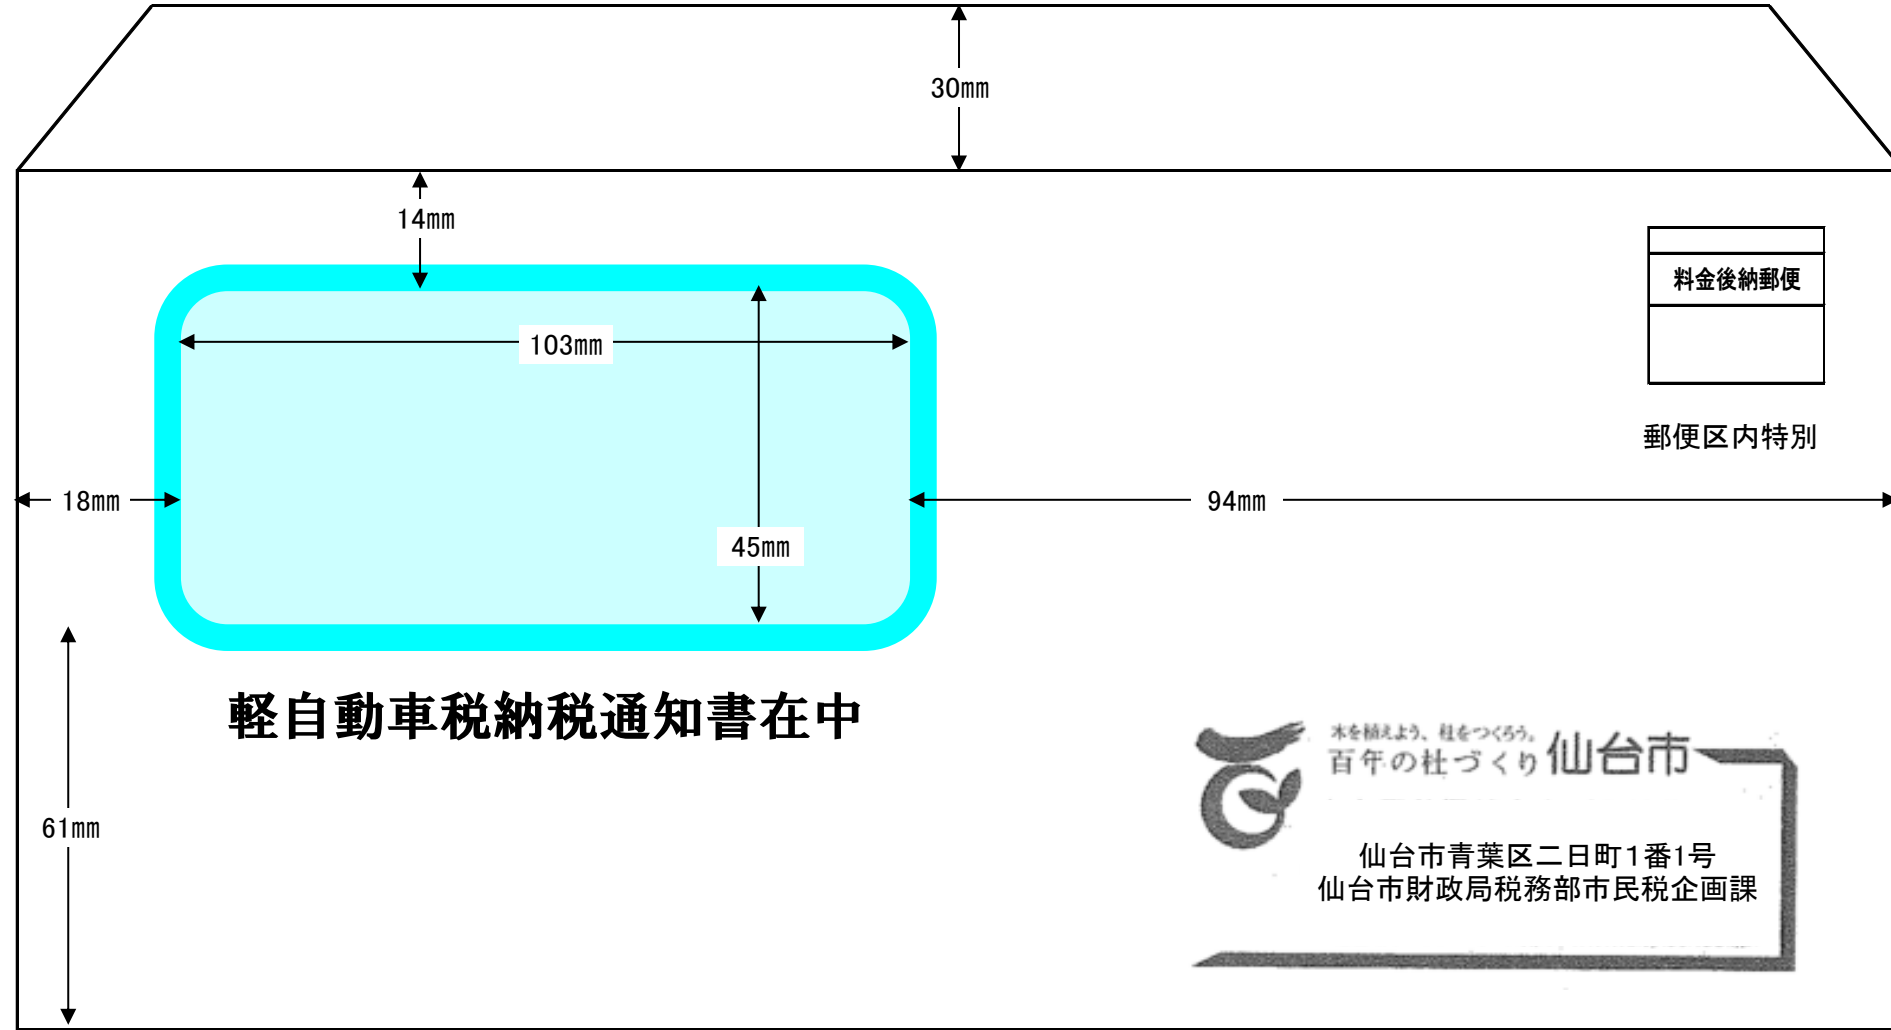 30mm
14mm
料金後納郵便
103mm
郵便区内特別
18mm
94mm
45mm
軽自動車税納税通知書在中
木を植えよう、杜をつくろう。
百年の杜づくり 仙台市
61mm
仙台市青葉区二日町1番1号
仙台市財政局税務部市民税企画課